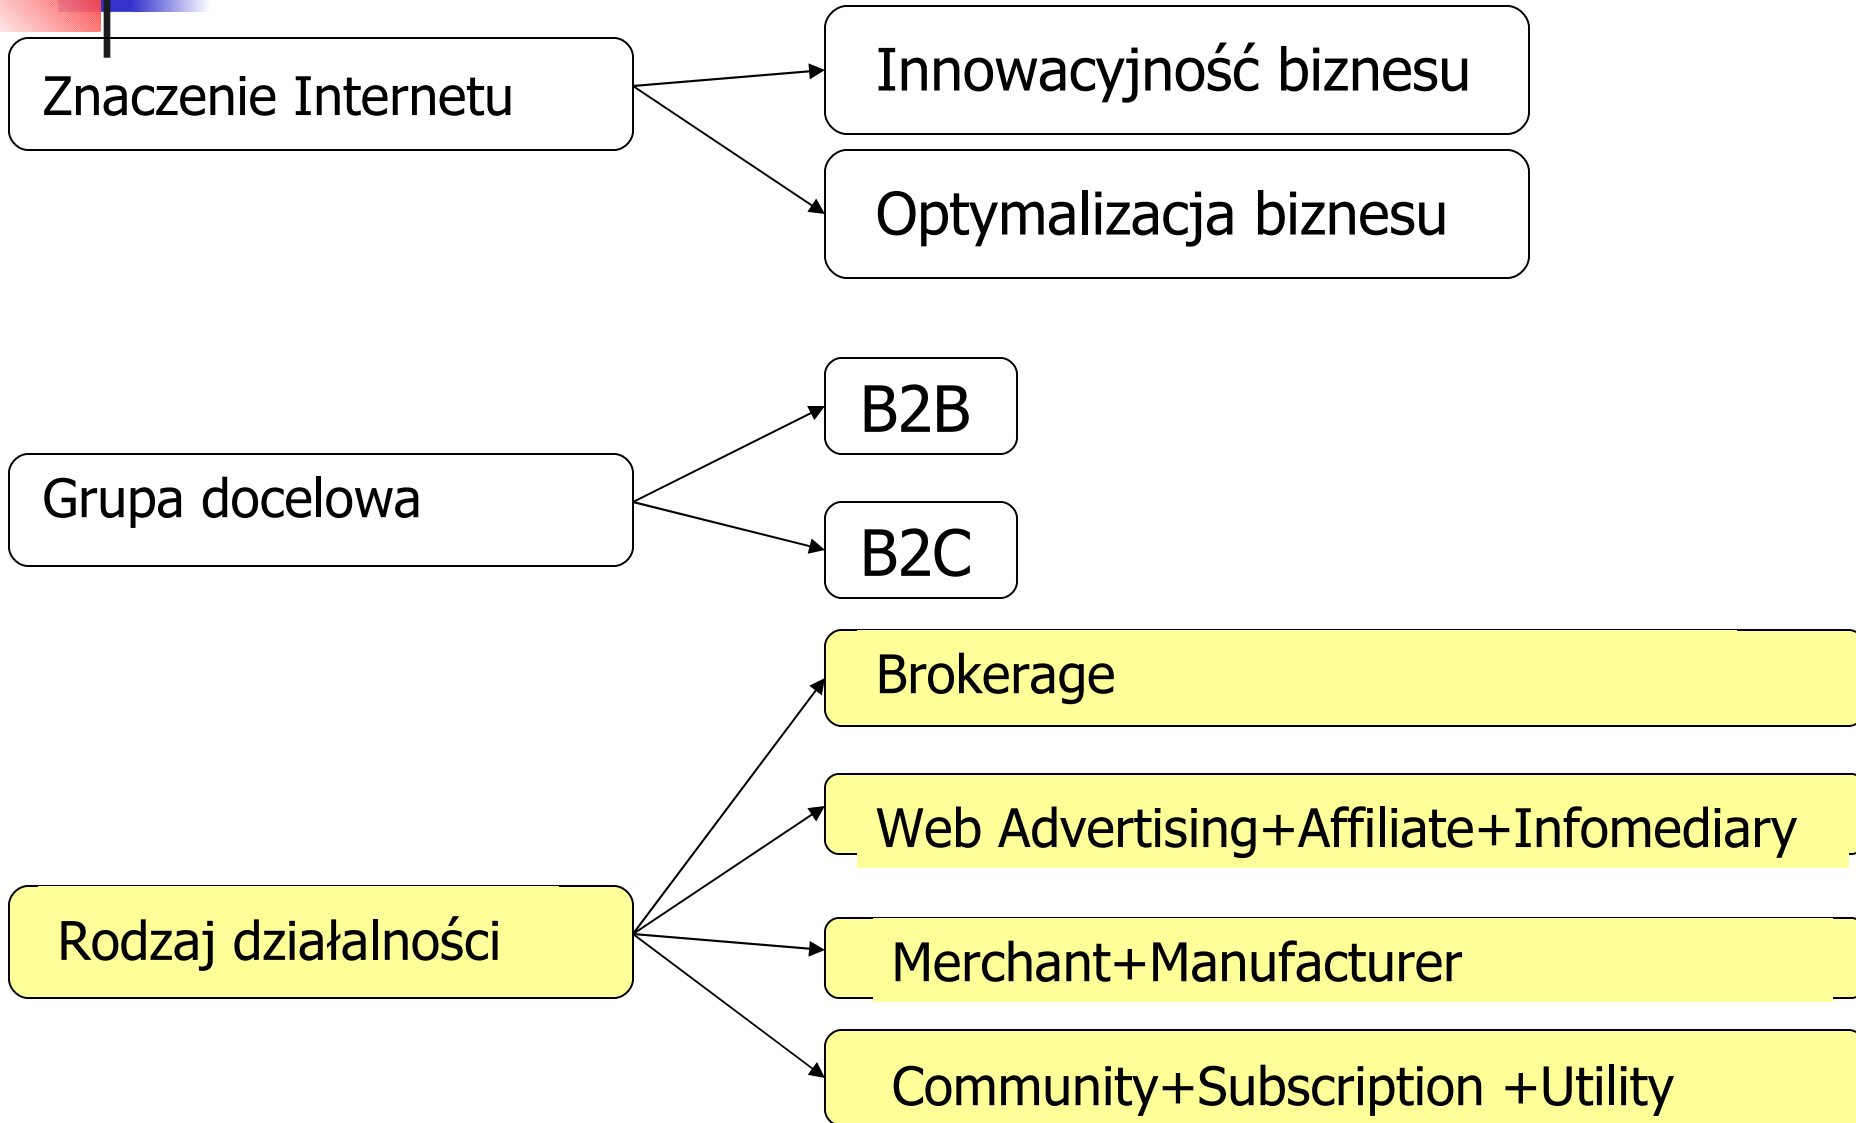 Znaczenie Internetu
Innowacyjność biznesu
Optymalizacja biznesu
Grupa docelowa
B2B
B2C
Rodzaj działalności
Brokerage
Web Advertising+Affiliate+Infomediary
Merchant+Manufacturer
Community+Subscription +Utility